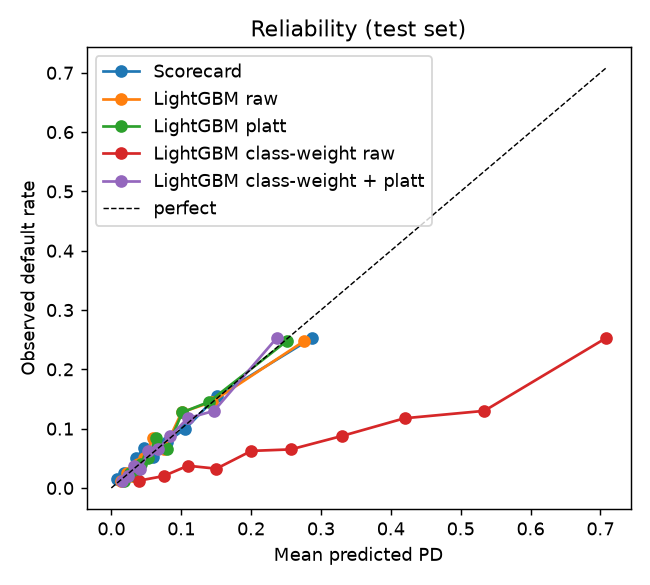 Reliability (test set)
Scorecard
LightGBM raw
LightGBM platt
LightGBM class-weight raw
LightGBM class-weight + platt
perfect
Observed default rate
0.7
0.6
0.5
0.4
0.3
0.2
0.1
0.0
0.0 0.1 0.2 0.3 0.4 0.5 0.6 0.7
Mean predicted PD